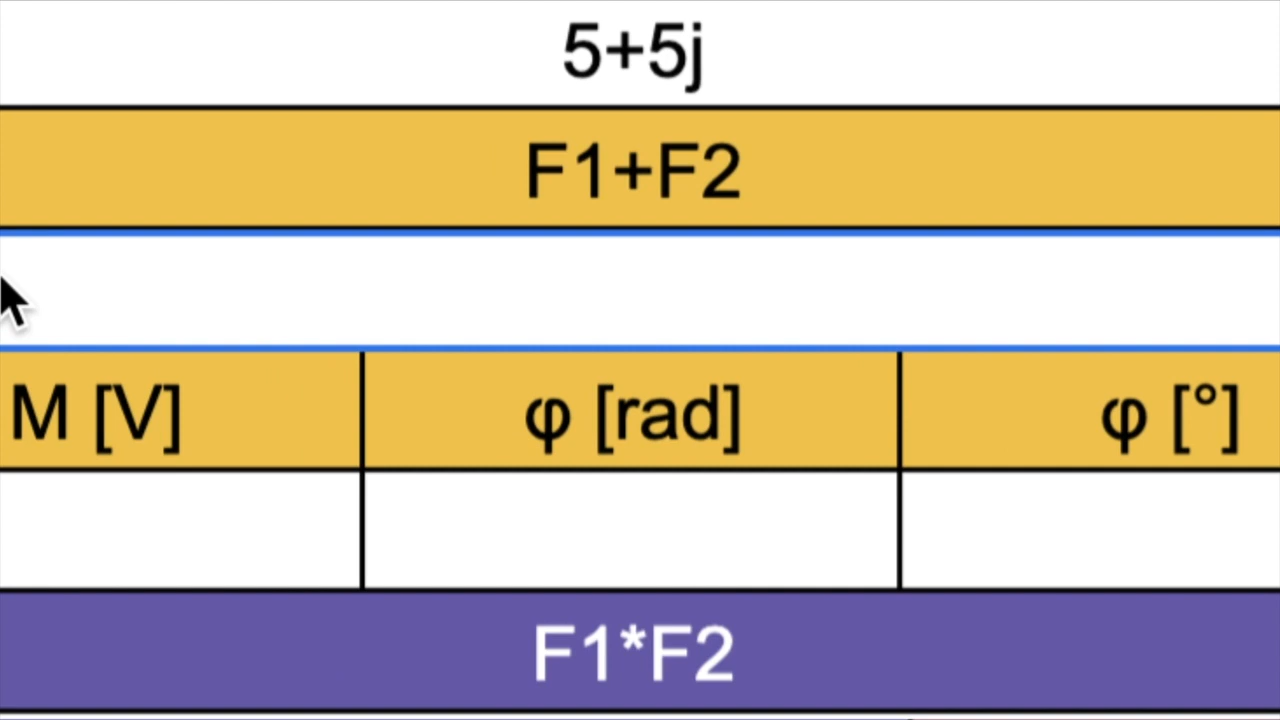 5+5j
F1+F2
M [V] φ [rad] φ [°]
F1*F2